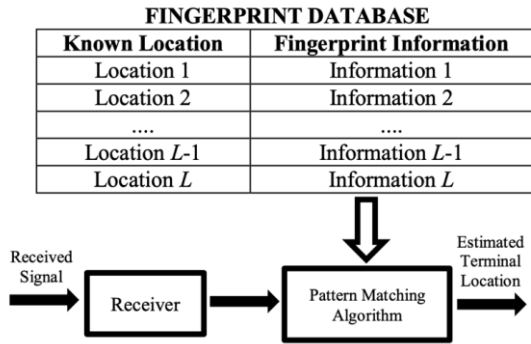 FINGERPRINT DATABASE
Known Location Fingerprint Information
Location 1 Information 1
Location 2 Information 2
.... ....
Location L-1 Information L-1
Location L Information L
Received
Signal
Receiver
Pattern Matching
Algorithm
Estimated
Terminal
Location